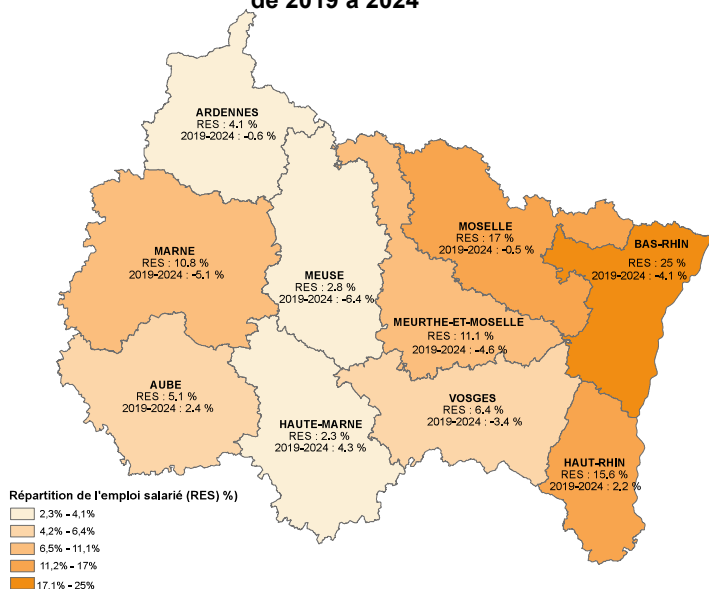 de 2019 à 2024
ARDENNES
RES : 4.1 %
2019-2024 : -0.6 %
MARNE
RES : 10.8 %
2019-2024 : -5.1 %
MEUSE
RES : 2.8 %
2019-2024 : -6.4 %
MOSELLE
RES : 17 %
2019-2024 : -0.5 %
BAS-RHIN
RES : 25 %
2019-2024 : -4.1 %
MEURTHE-ET-MOSELLE
RES : 11.1 %
2019-2024 : -4.6 %
AUBE
RES : 5.1 %
2019-2024 : 2.4 %
HAUTE-MARNE
RES : 2.3 %
2019-2024 : 4.3 %
VOSGES
RES : 6.4 %
2019-2024 : -3.4 %
HAUT-RHIN
RES : 15.6 %
2019-2024 : 2.2 %
Répartition de l'emploi salarié (RES) %)
2,3% - 4,1%
4,2% - 6,4%
6,5% - 11,1%
11,2% - 17%
17,1% - 25%